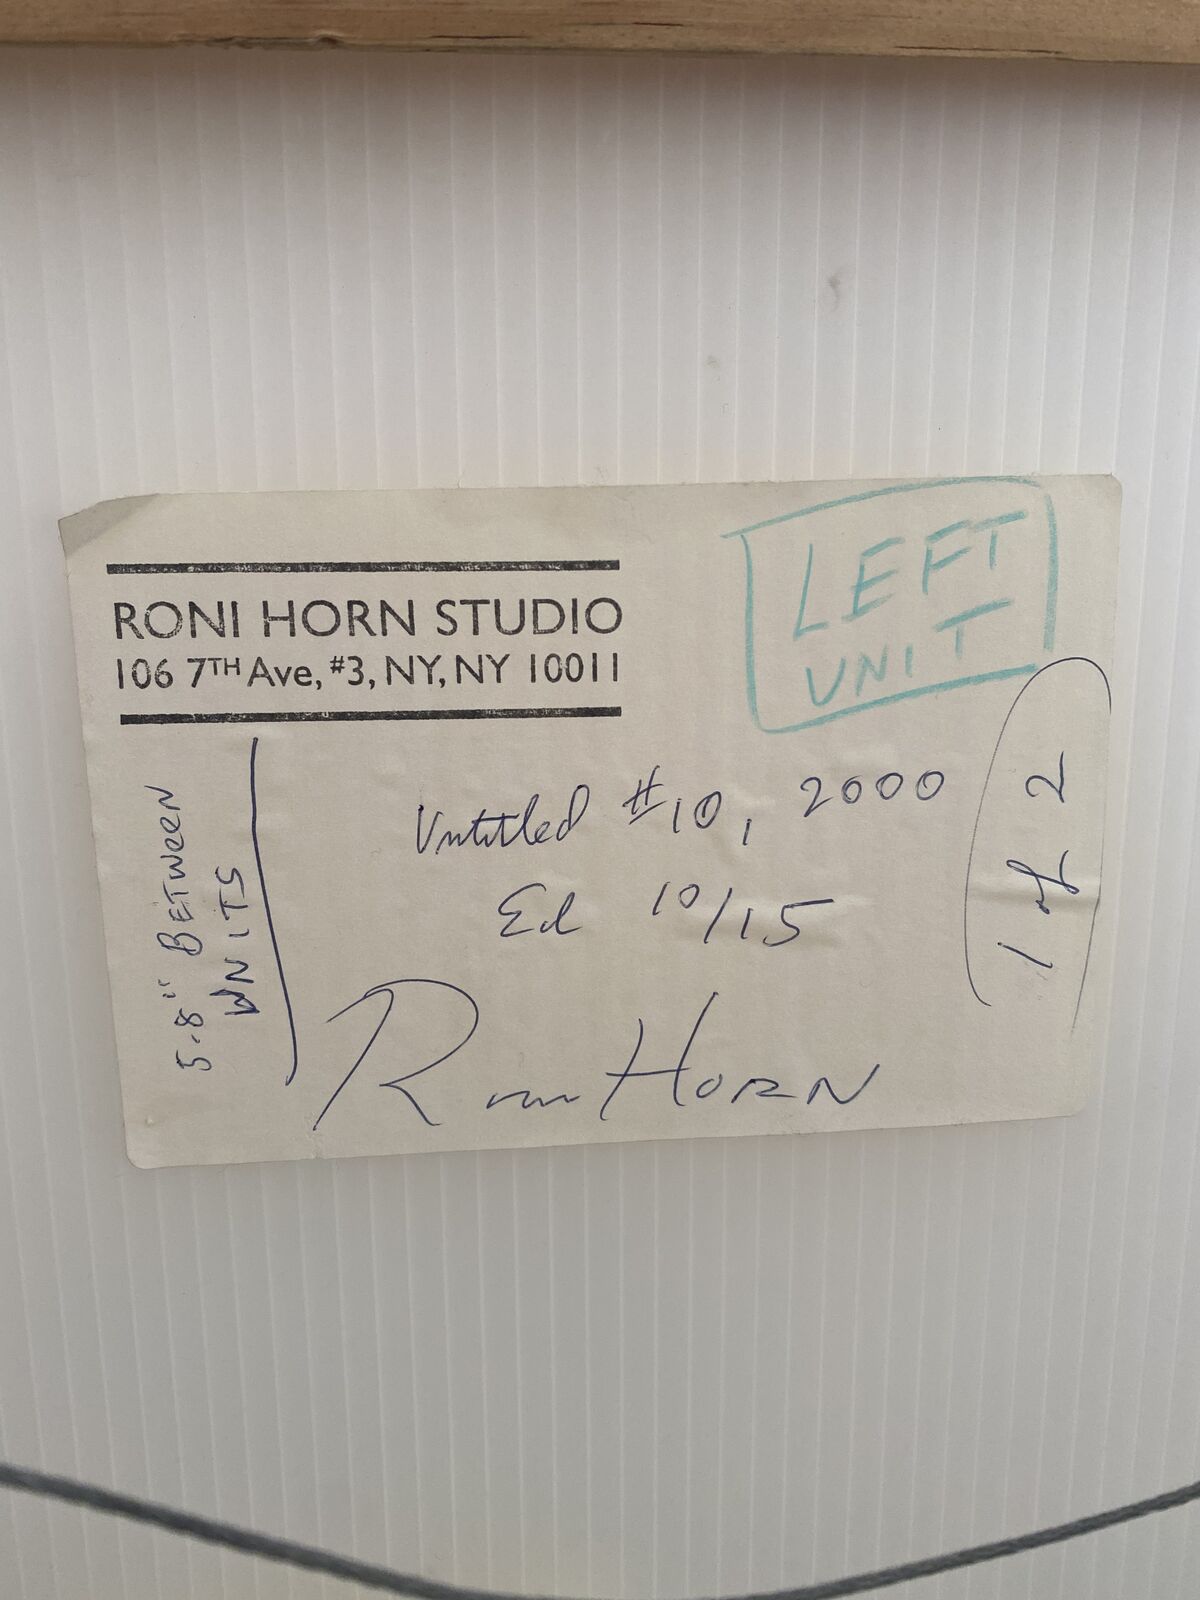 RONI HORN STUDIO
106 7TH Ave, #3, NY, NY 10011
LEFT
UNIT
Untitled #10, 2000
Ed 10/15
1 of 2
5-8" BETWEEN
UNITS
Roni HORN